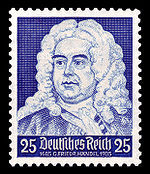 25 Deutsches Reich 25
1685 G. FRIEDR. HÄNDEL 1935